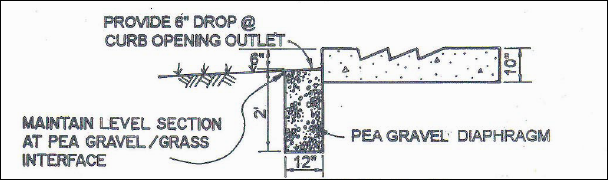 PROVIDE 6" DROP @
CURB OPENING OUTLET
6"
10"
2'
MAINTAIN LEVEL SECTION
AT PEA GRAVEL/GRASS
INTERFACE
PEA GRAVEL DIAPHRAGM
12"